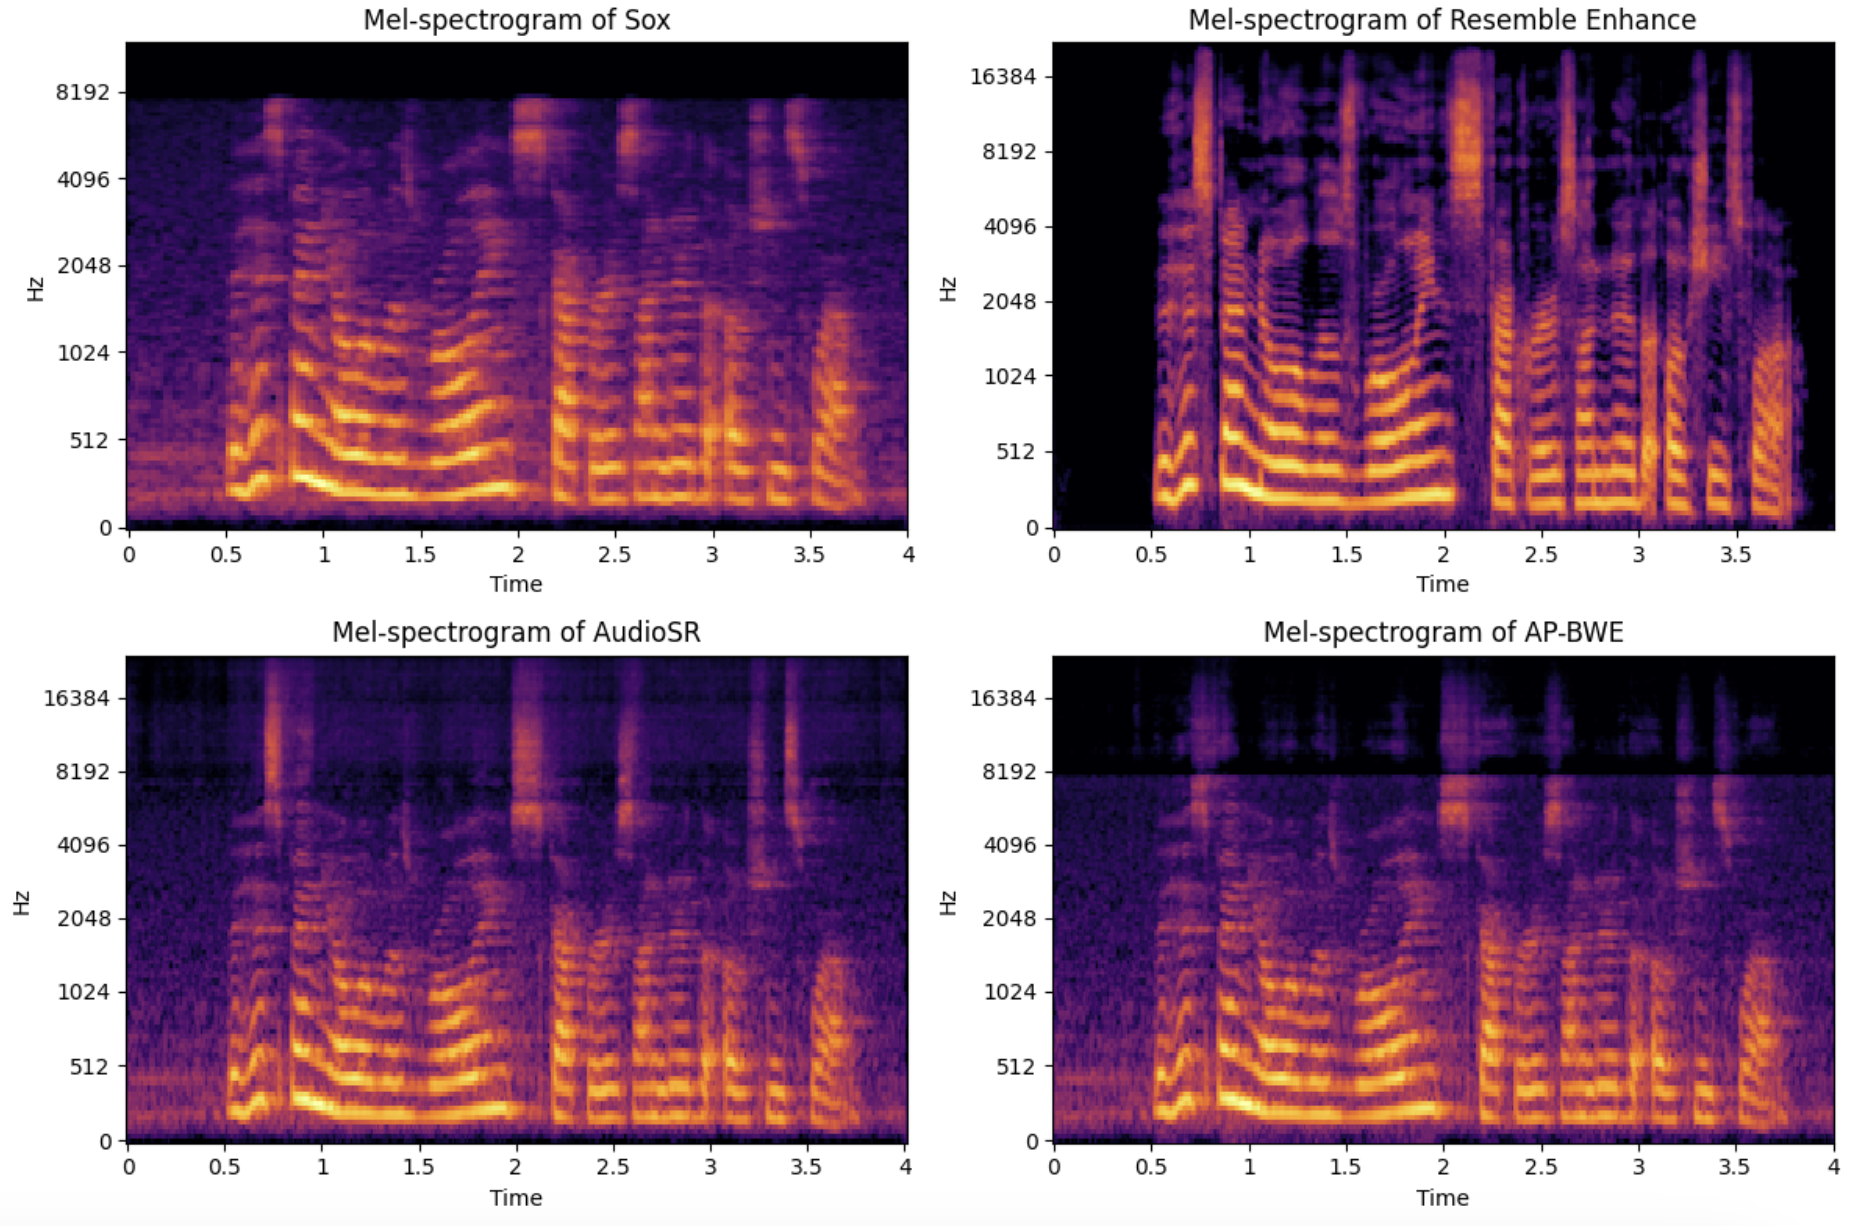 Mel-spectrogram of Sox
8192
4096
2048
1024
512
0
Hz
0 0.5 1 1.5 2 2.5 3 3.5 4
Time
Mel-spectrogram of Resemble Enhance
16384
8192
4096
2048
1024
512
0
Hz
0 0.5 1 1.5 2 2.5 3 3.5
Time
Mel-spectrogram of AudioSR
16384
8192
4096
2048
1024
512
0
Hz
0 0.5 1 1.5 2 2.5 3 3.5 4
Time
Mel-spectrogram of AP-BWE
16384
8192
4096
2048
1024
512
0
Hz
0 0.5 1 1.5 2 2.5 3 3.5 4
Time